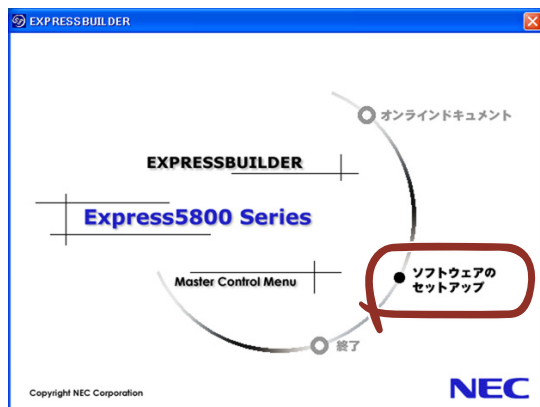 EXPRESSBUILDER
オンラインドキュメント
EXPRESSBUILDER
Express5800 Series
Master Control Menu
ソフトウェアの
セットアップ
終了
Copyright NEC Corporation
NEC